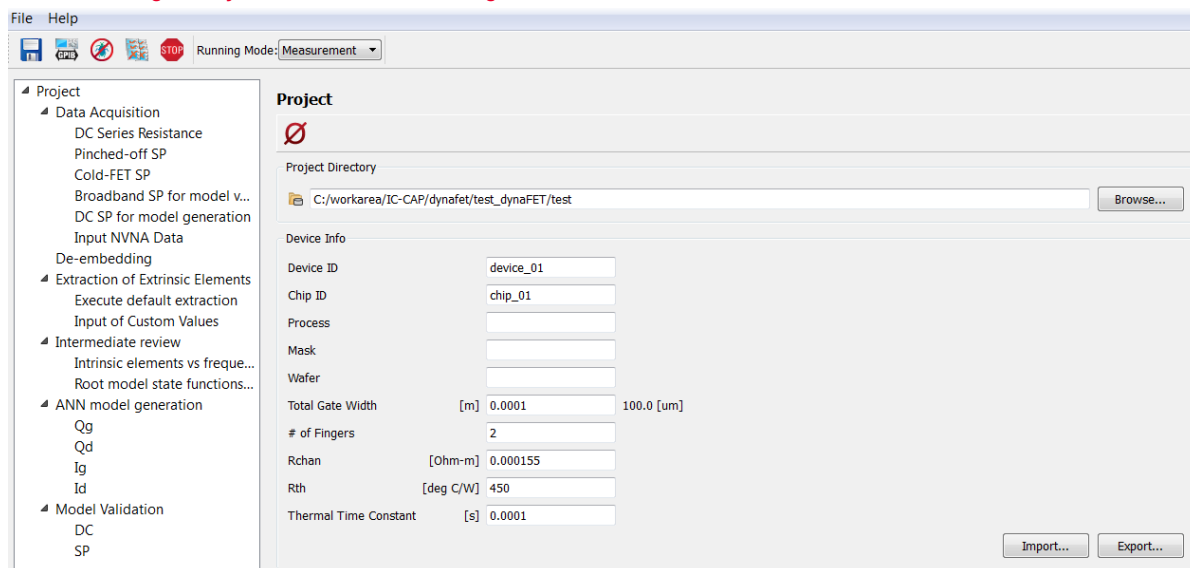 File Help
GPIB STOP Running Mode: Measurement
Project
Data Acquisition
DC Series Resistance
Pinched-off SP
Cold-FET SP
Broadband SP for model v...
DC SP for model generation
Input NVNA Data
De-embedding
Extraction of Extrinsic Elements
Execute default extraction
Input of Custom Values
Intermediate review
Intrinsic elements vs freque...
Root model state functions...
ANN model generation
Qg
Qd
Ig
Id
Model Validation
DC
SP
Project
Project Directory
C:/workarea/IC-CAP/dynafet/test_dynaFET/test Browse...
Device Info
Device ID device_01
Chip ID chip_01
Process
Mask
Wafer
Total Gate Width [m] 0.0001 100.0 [um]
# of Fingers 2
Rchan [Ohm-m] 0.000155
Rth [deg C/W] 450
Thermal Time Constant [s] 0.0001
Import... Export...